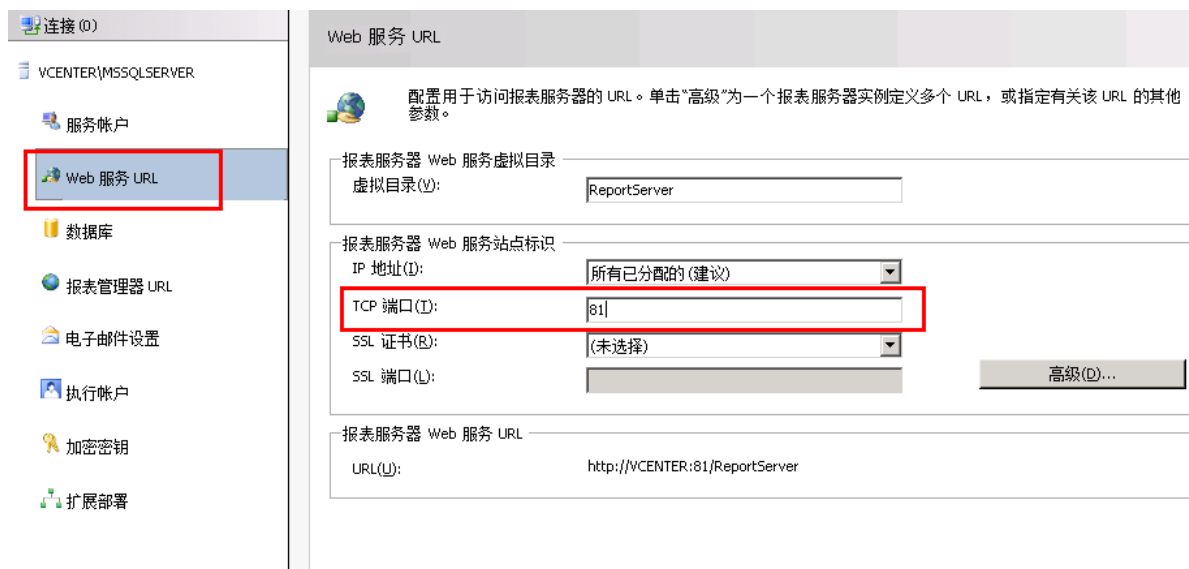 连接(0)
VCENTER\MSSQLSERVER
服务帐户
Web 服务 URL
数据库
报表管理器 URL
电子邮件设置
执行帐户
加密密钥
扩展部署
Web 服务 URL
配置用于访问报表服务器的 URL。单击“高级”为一个报表服务器实例定义多个 URL，或指定有关该 URL 的其他
参数。
报表服务器 Web 服务虚拟目录
虚拟目录(V): ReportServer
报表服务器 Web 服务站点标识
IP 地址(I): 所有已分配的(建议)
TCP 端口(T): 81
SSL 证书(R): (未选择)
SSL 端口(L):
高级(D)...
报表服务器 Web 服务 URL
URL(U): http://VCENTER:81/ReportServer